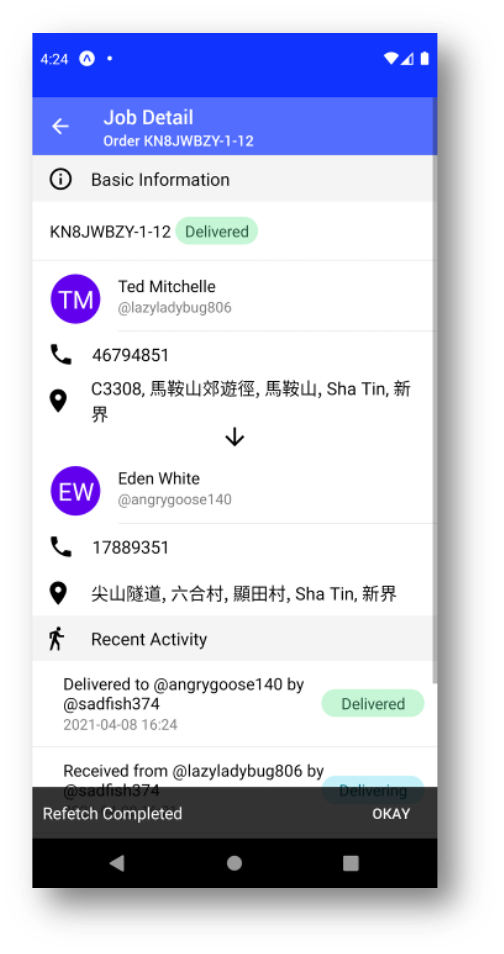 4:24
Job Detail
Order KN8JWBZY-1-12
Basic Information
KN8JWBZY-1-12 Delivered
TM
Ted Mitchelle
@lazyladybug806
46794851
C3308, 馬鞍山郊遊徑, 馬鞍山, Sha Tin, 新
界
EW
Eden White
@angrygoose140
17889351
尖山隧道, 六合村, 顯田村, Sha Tin, 新界
Recent Activity
Delivered to @angrygoose140 by
@sadfish374
Delivered
2021-04-08 16:24
Received from @lazyladybug806 by
@sadfish374
Delivering
Refetch Completed OKAY